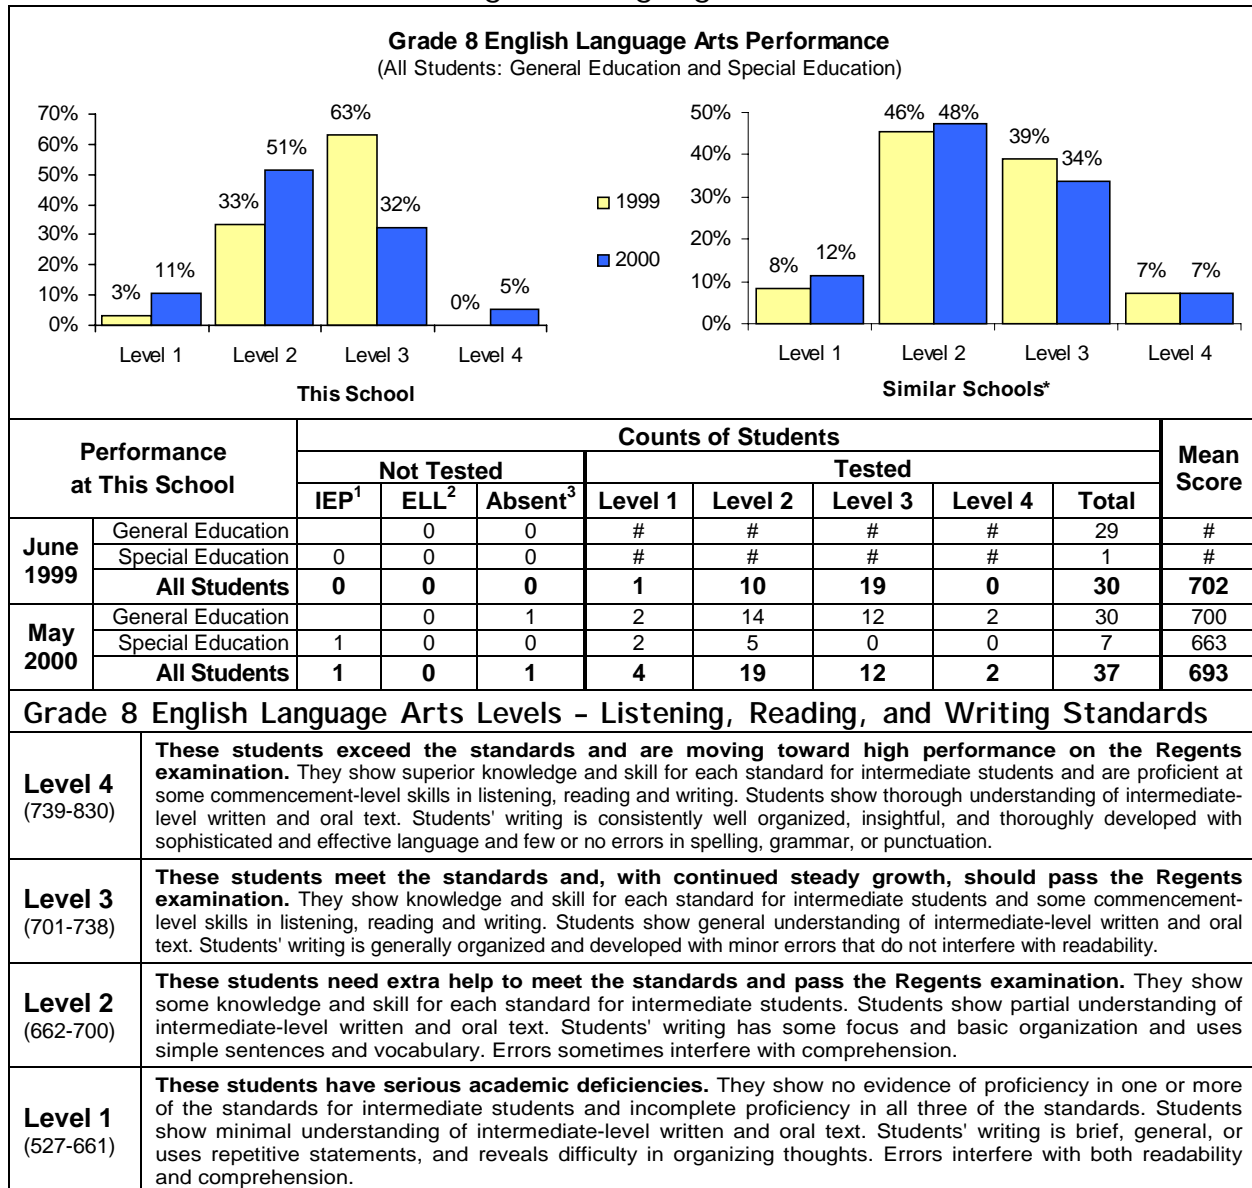 Grade 8 English Language Arts Performance
(All Students: General Education and Special Education)
70%
60%
50%
40%
30%
20%
10%
0%
3%
11%
33%
51%
63%
32%
0%
5%
Level 1
Level 2
Level 3
Level 4
This School
1999
2000
50%
40%
30%
20%
10%
0%
8%
12%
46%
48%
39%
34%
7%
7%
Level 1
Level 2
Level 3
Level 4
Similar Schools*
Performance at This School
Counts of Students
Mean Score
Not Tested
Tested
IEP1 ELL2 Absent3 Level 1 Level 2 Level 3 Level 4 Total
June 1999
General Education 0 0 # # # # 29 #
Special Education 0 0 0 # # # # 1 #
All Students 0 0 0 1 10 19 0 30 702
May 2000
General Education 0 1 2 14 12 2 30 700
Special Education 1 0 0 2 5 0 0 7 663
All Students 1 0 1 4 19 12 2 37 693
Grade 8 English Language Arts Levels – Listening, Reading, and Writing Standards
Level 4
(739-830)
These students exceed the standards and are moving toward high performance on the Regents
examination. They show superior knowledge and skill for each standard for intermediate students and are proficient at
some commencement-level skills in listening, reading and writing. Students show thorough understanding of intermediate-
level written and oral text. Students' writing is consistently well organized, insightful, and thoroughly developed with
sophisticated and effective language and few or no errors in spelling, grammar, or punctuation.
Level 3
(701-738)
These students meet the standards and, with continued steady growth, should pass the Regents
examination. They show knowledge and skill for each standard for intermediate students and some commencement-
level skills in listening, reading and writing. Students show general understanding of intermediate-level written and oral
text. Students' writing is generally organized and developed with minor errors that do not interfere with readability.
Level 2
(662-700)
These students need extra help to meet the standards and pass the Regents examination. They show
some knowledge and skill for each standard for intermediate students. Students show partial understanding of
intermediate-level written and oral text. Students' writing has some focus and basic organization and uses
simple sentences and vocabulary. Errors sometimes interfere with comprehension.
Level 1
(527-661)
These students have serious academic deficiencies. They show no evidence of proficiency in one or more
of the standards for intermediate students and incomplete proficiency in all three of the standards. Students
show minimal understanding of intermediate-level written and oral text. Students' writing is brief, general, or
uses repetitive statements, and reveals difficulty in organizing thoughts. Errors interfere with both readability
and comprehension.